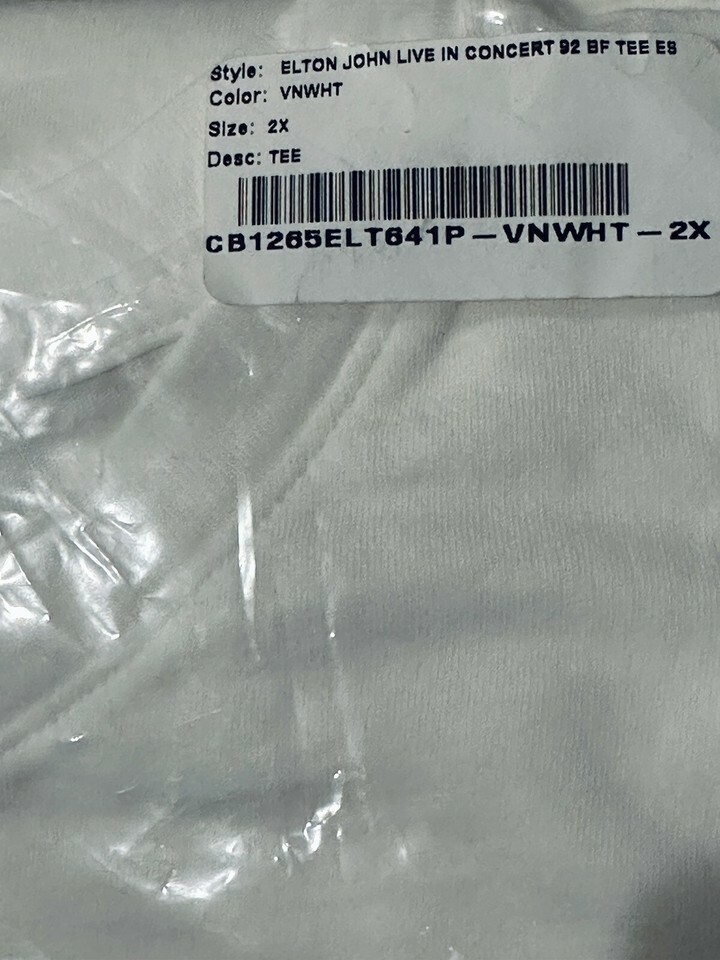 Style: ELTON JOHN LIVE IN CONCERT 92 BF TEE ES
Color: VNWHT
Size: 2X
Desc: TEE
CB1265ELT641P-VNWHT-2X